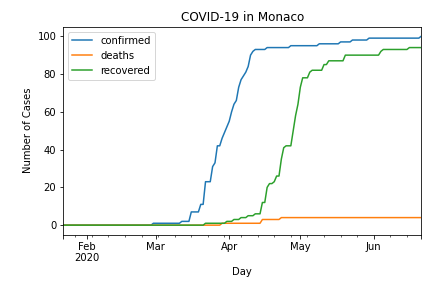 COVID-19 in Monaco
confirmed
deaths
recovered
Number of Cases
100
80
60
40
20
0
Feb Mar Apr May Jun
2020
Day